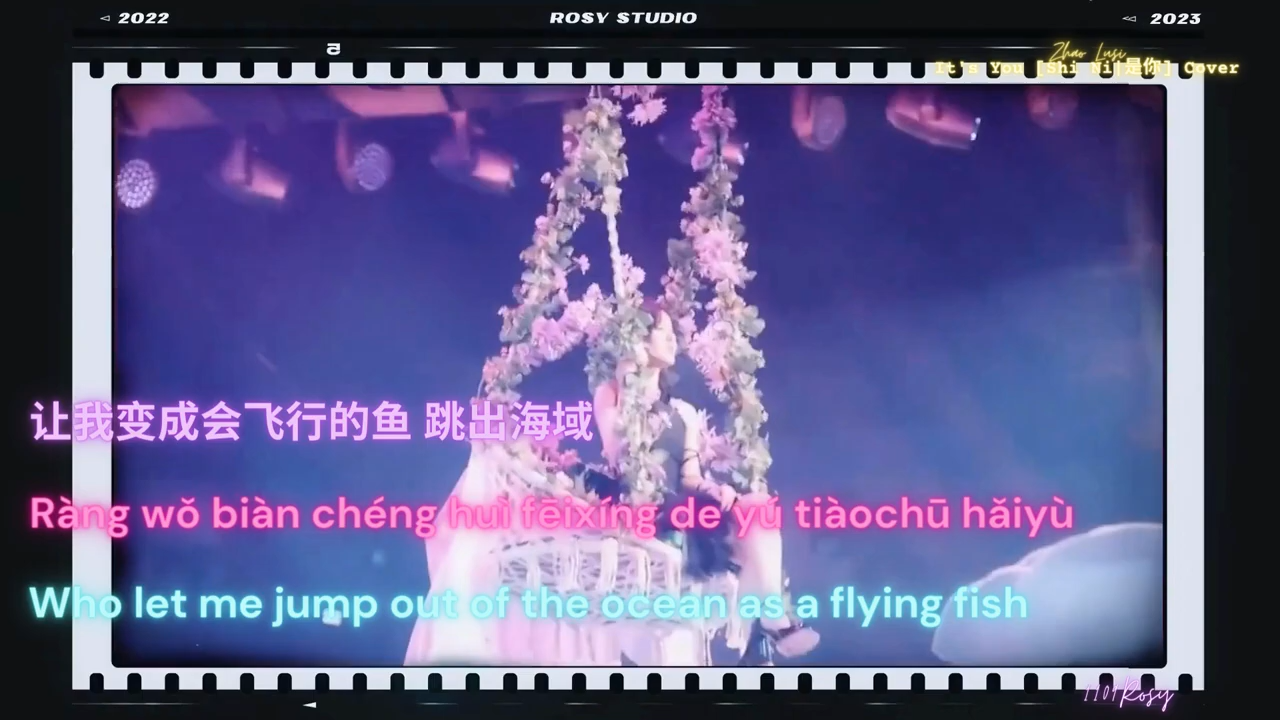 2022 ROSY STUDIO 2023
Zhao Lusi
It's You [Shi Ni|是你] Cover
让我变成会飞行的鱼 跳出海域
Ràng wǒ biàn chéng huì fēixíng de yú tiàochū hǎiyù
Who let me jump out of the ocean as a flying fish
1101Rosy